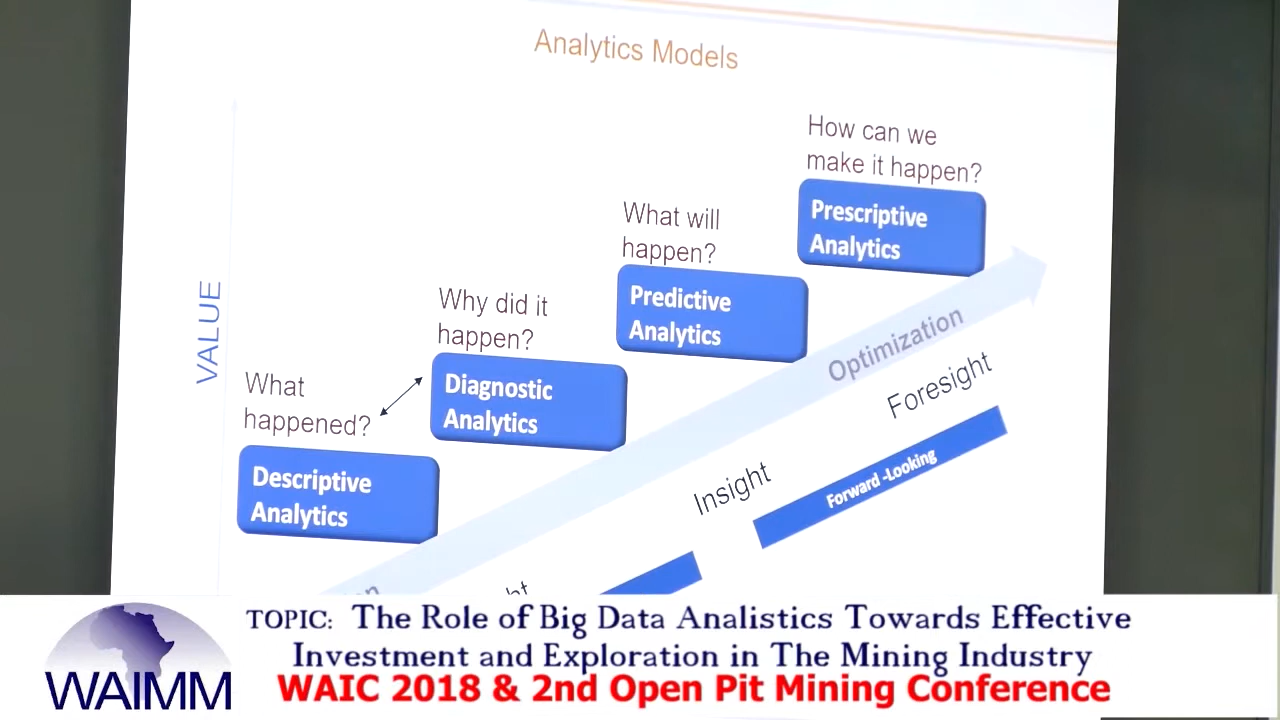 Analytics Models
How can we
make it happen?
Prescriptive
Analytics
What will
happen?
Predictive
Analytics
Why did it
happen?
Diagnostic
Analytics
What
happened?
Descriptive
Analytics
VALUE
Optimization
Foresight
Insight
Forward -Looking
TOPIC: The Role of Big Data Analistics Towards Effective
Investment and Exploration in The Mining Industry
WAIC 2018 & 2nd Open Pit Mining Conference
WAIMM